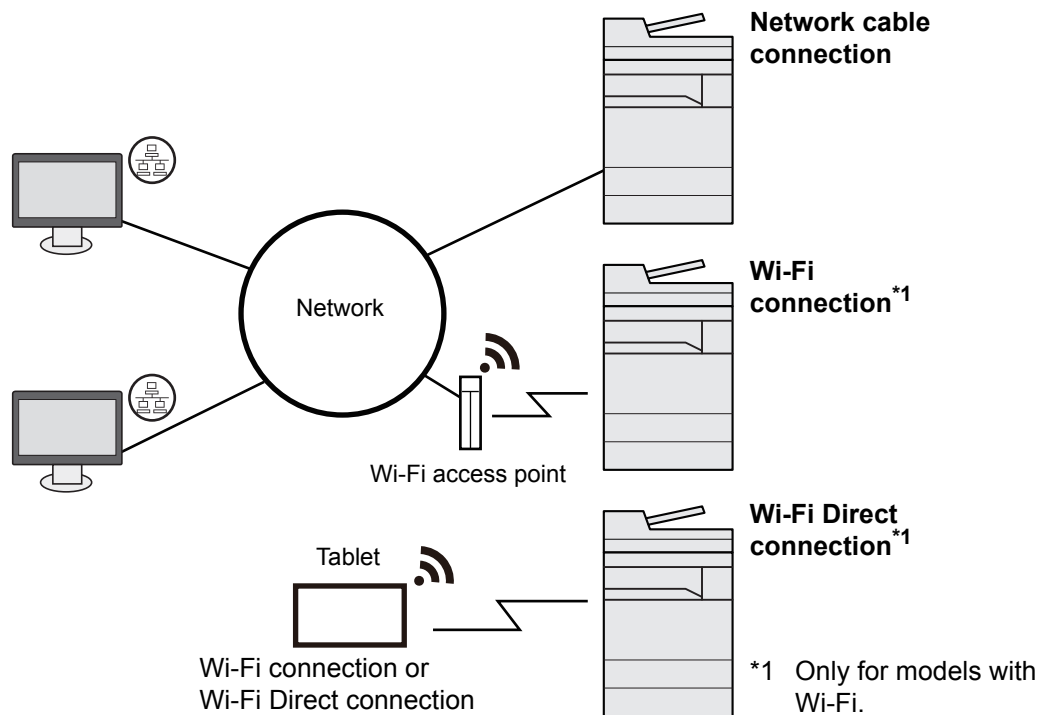 Network cable
connection
Network
Wi-Fi
connection*1
Wi-Fi access point
Wi-Fi Direct
connection*1
Tablet
Wi-Fi connection or
Wi-Fi Direct connection
*1 Only for models with
Wi-Fi.